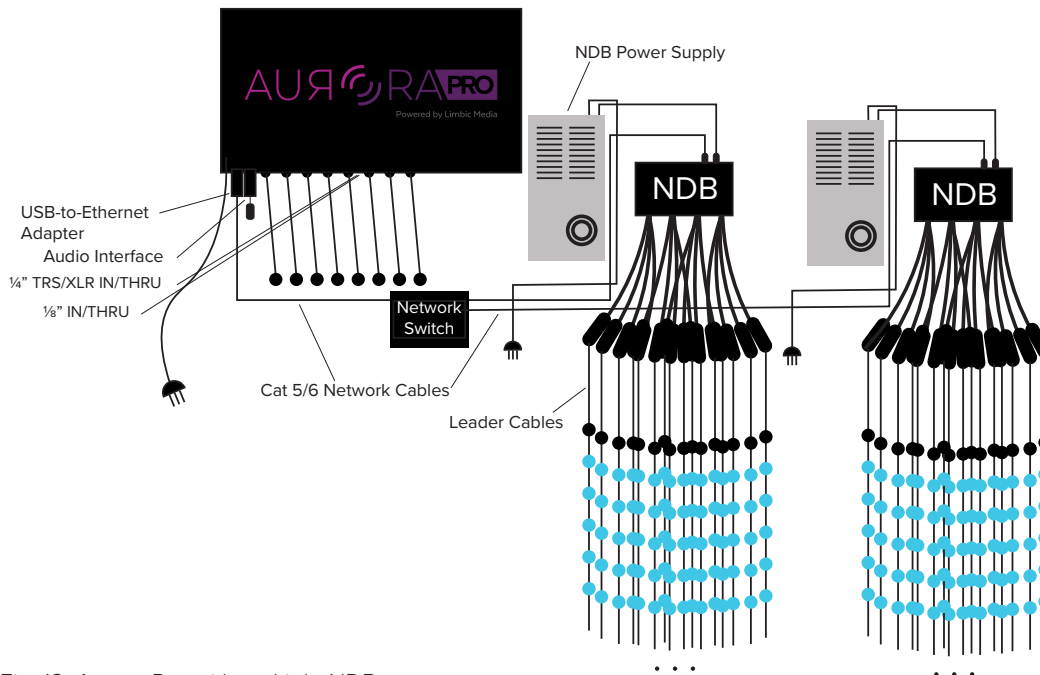 AURORA PRO
Powered by Limbic Media
NDB Power Supply
NDB
NDB
USB-to-Ethernet
Adapter
Audio Interface
¼” TRS/XLR IN/THRU
⅛” IN/THRU
Network
Switch
Cat 5/6 Network Cables
Leader Cables